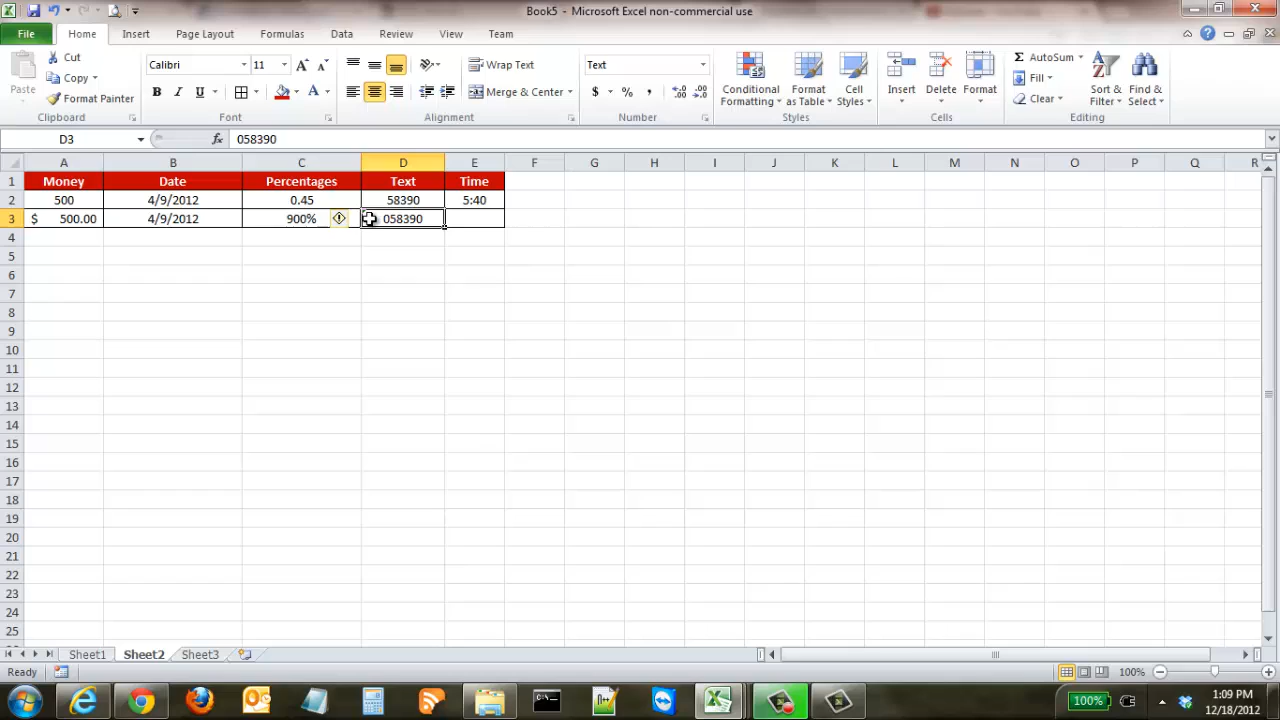 Book5 - Microsoft Excel non-commercial use
File Home Insert Page Layout Formulas Data Review View Team
Paste
Cut
Copy
Format Painter
Clipboard
Calibri 11
B I U
A A
Font
Wrap Text
Merge & Center
Alignment
Text
$ % ,
Number
Conditional Formatting
Format as Table
Cell Styles
Styles
Insert Delete Format
Cells
AutoSum
Fill
Clear
Sort & Filter
Find & Select
Editing
D3 fx 058390
A B C D E F G H I J K L M N O P Q R
1 Money Date Percentages Text Time
2 500 4/9/2012 0.45 58390 5:40
3 $ 500.00 4/9/2012 900% 058390
4
5
6
7
8
9
10
11
12
13
14
15
16
17
18
19
20
21
22
23
24
25
Sheet1 Sheet2 Sheet3
Ready 100%
100% 1:09 PM
12/18/2012